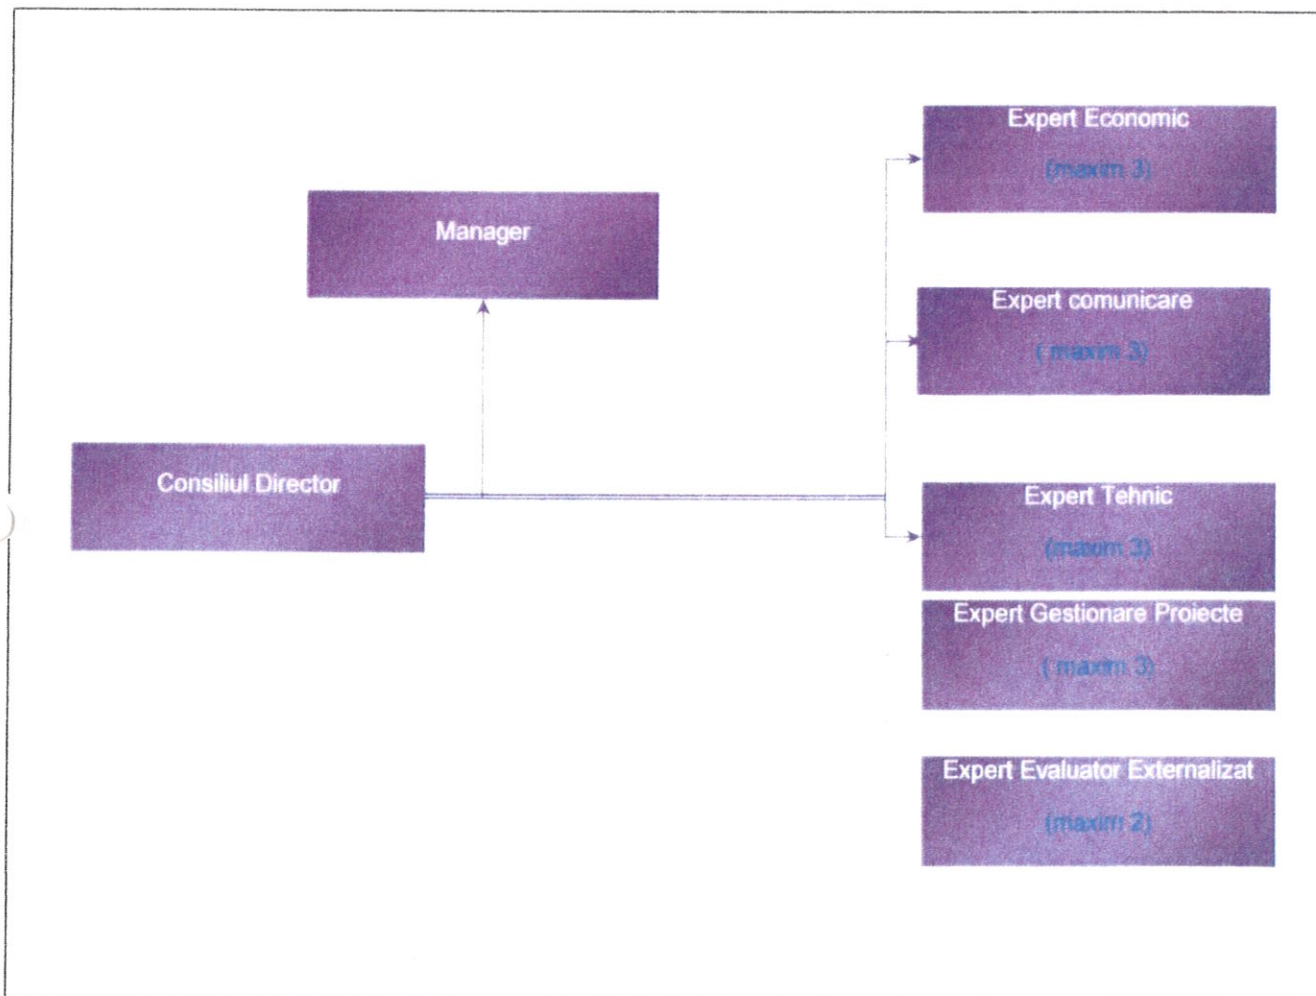 Expert Economic
(maxim 3)
Manager
Expert comunicare
( maxim 3)
Consiliul Director
Expert Tehnic
(maxim 3)
Expert Gestionare Proiecte
( maxim 3)
Expert Evaluator Externalizat
(maxim 2)